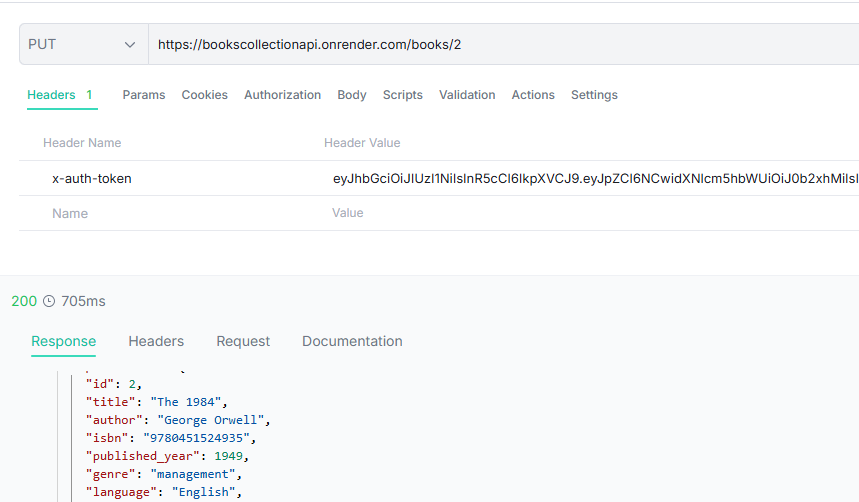 PUT https://bookscollectionapi.onrender.com/books/2
Headers 1 Params Cookies Authorization Body Scripts Validation Actions Settings
Header Name Header Value
x-auth-token
Name Value
200 705ms
Response Headers Request Documentation
"id": 2,
"title": "The 1984",
"author": "George Orwell",
"isbn": "9780451524935",
"published_year": 1949,
"genre": "management",
"language": "English",